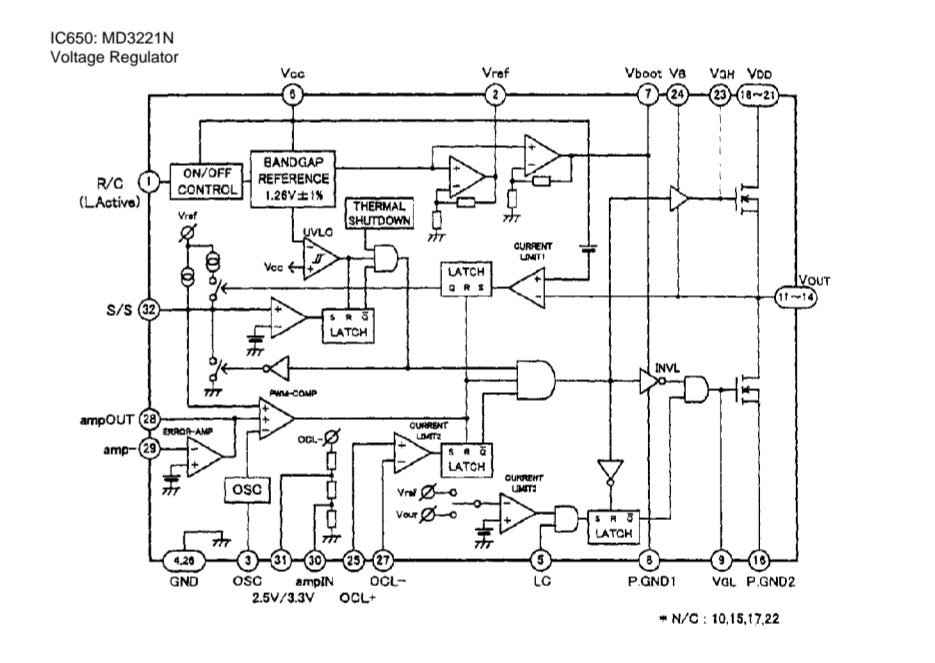 IC650: MD3221N
Voltage Regulator
Vcc Vref Vboot VB VGH VDD
6 2 7 24 23 18~21
R/C 1
(L.Active)
ON/OFF
CONTROL
BANDGAP
REFERENCE
1.26V±1%
THERMAL
SHUTDOWN
Vref
UVLO
Vcc
CURRENT
LIMIT1
LATCH
Q R S
VOUT
11~14
S/S 32
S R Q̅
LATCH
INVL
PWM-COMP
ampOUT 28
ERROR-AMP
amp- 29
OCL-
CURRENT
LIMIT2
S R Q̅
LATCH
OSC
Vref
Vout
CURRENT
LIMIT3
S R Q̅
LATCH
4,26 3 31 30 25 27 5 8 9 16
GND OSC ampIN OCL- LC P.GND1 VGL P.GND2
2.5V/3.3V OCL+
* N/C : 10,15,17,22